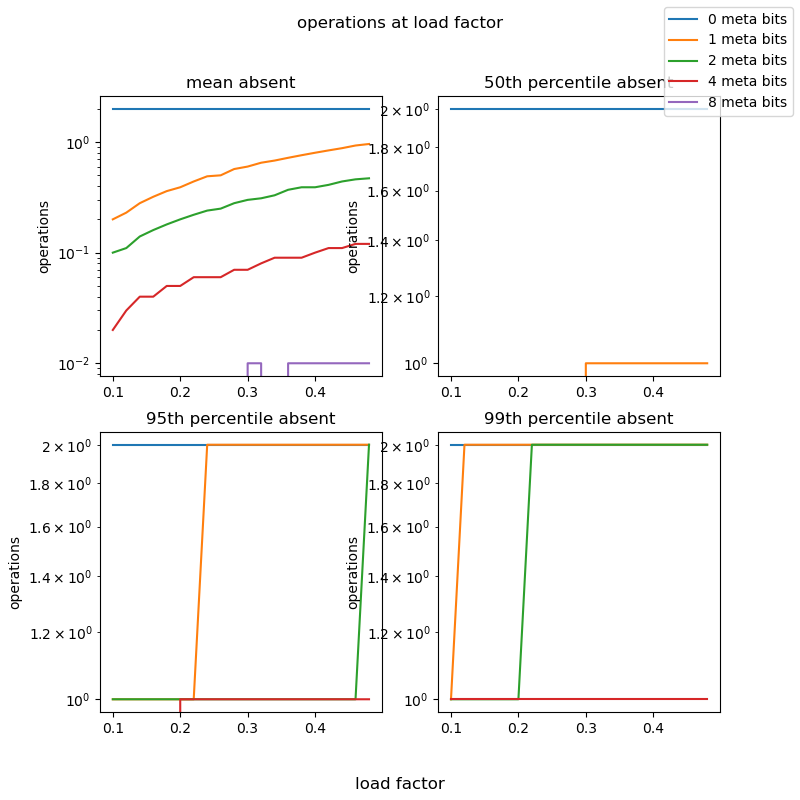 operations at load factor
0 meta bits
1 meta bits
2 meta bits
4 meta bits
8 meta bits
mean absent
operations
10⁰
10⁻¹
10⁻²
0.1 0.2 0.3 0.4
50th percentile absent
operations
2 × 10⁰
1.8 × 10⁰
1.6 × 10⁰
1.4 × 10⁰
1.2 × 10⁰
10⁰
0.1 0.2 0.3 0.4
95th percentile absent
operations
2 × 10⁰
1.8 × 10⁰
1.6 × 10⁰
1.4 × 10⁰
1.2 × 10⁰
10⁰
0.1 0.2 0.3 0.4
99th percentile absent
operations
2 × 10⁰
1.8 × 10⁰
1.6 × 10⁰
1.4 × 10⁰
1.2 × 10⁰
10⁰
0.1 0.2 0.3 0.4
load factor